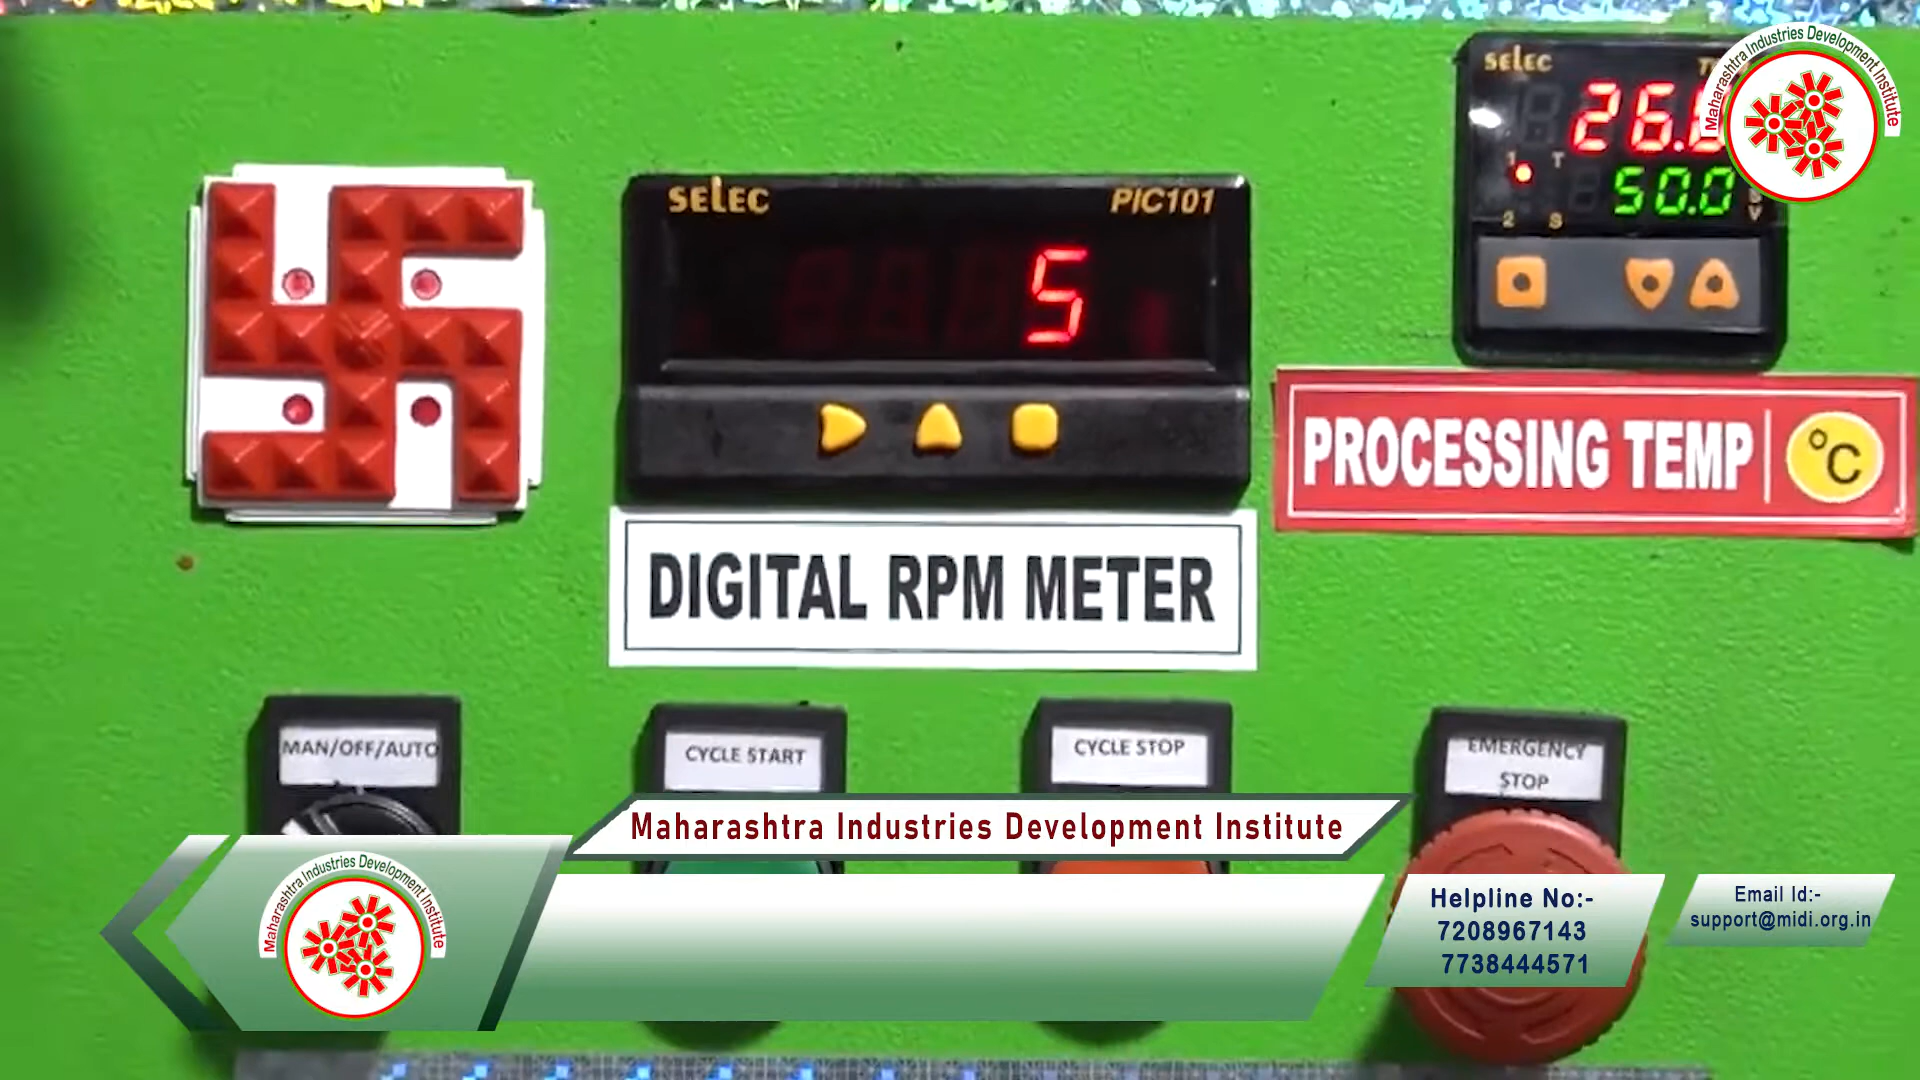 SELEC
Maharashtra Industries Development Institute
50.0
1 T
2 S
SELEC PIC101
5
PROCESSING TEMP °C
DIGITAL RPM METER
MAN/OFF/AUTO
CYCLE START
CYCLE STOP
EMERGENCY
STOP
Maharashtra Industries Development Institute
Maharashtra Industries Development Institute
Helpline No:-
7208967143
7738444571
Email Id:-
support@midi.org.in